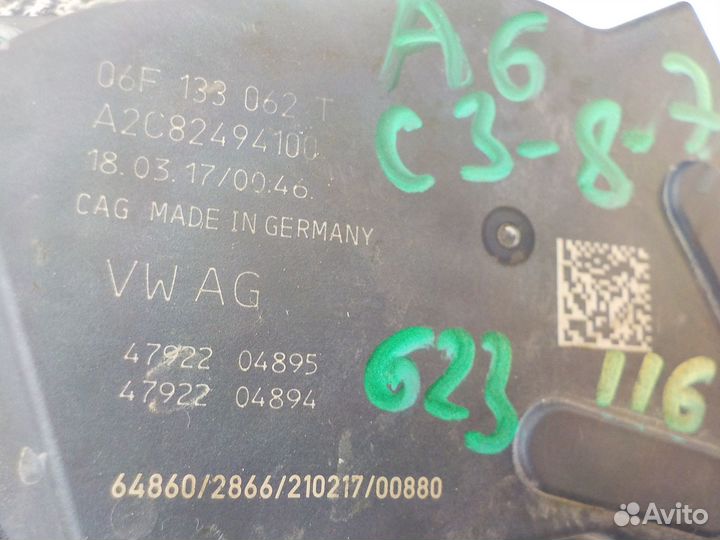 06F 133 062 T
A2C82494100
18.03.17/00:46
CAG MADE IN GERMANY
VW AG
47922 04895
47922 04894
64860/2866/210217/00880
A6
C3-8-7
623
116
Avito